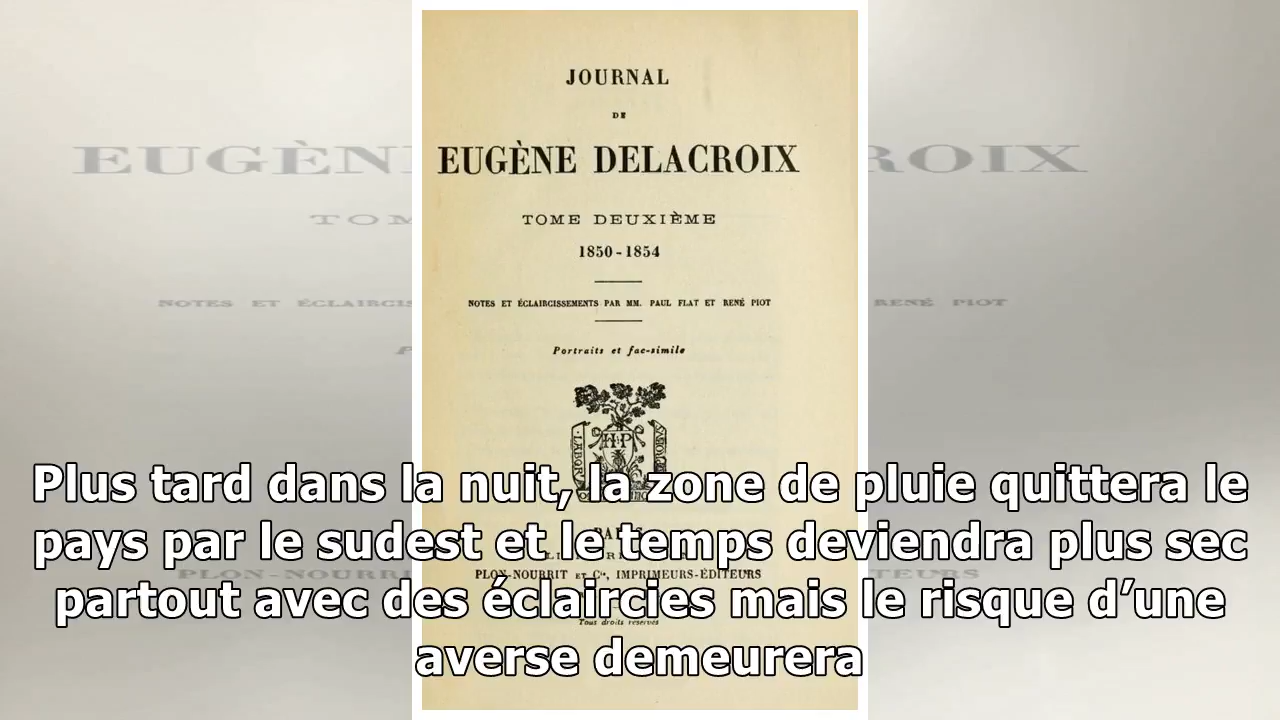 JOURNAL
DE
EUGÈNE DELACROIX
TOME DEUXIÈME
1850-1854
NOTES ET ÉCLAIRCISSEMENTS PAR MM. PAUL FLAT ET RENÉ PIOT
Portraits et fac-simile
Plus tard dans la nuit, la zone de pluie quittera le
pays par le sudest et le temps deviendra plus sec
PLON-NOURRIT ET Cie, IMPRIMEURS-ÉDITEURS
partout avec des éclaircies mais le risque d’une
Tous droits réservés
averse demeurera